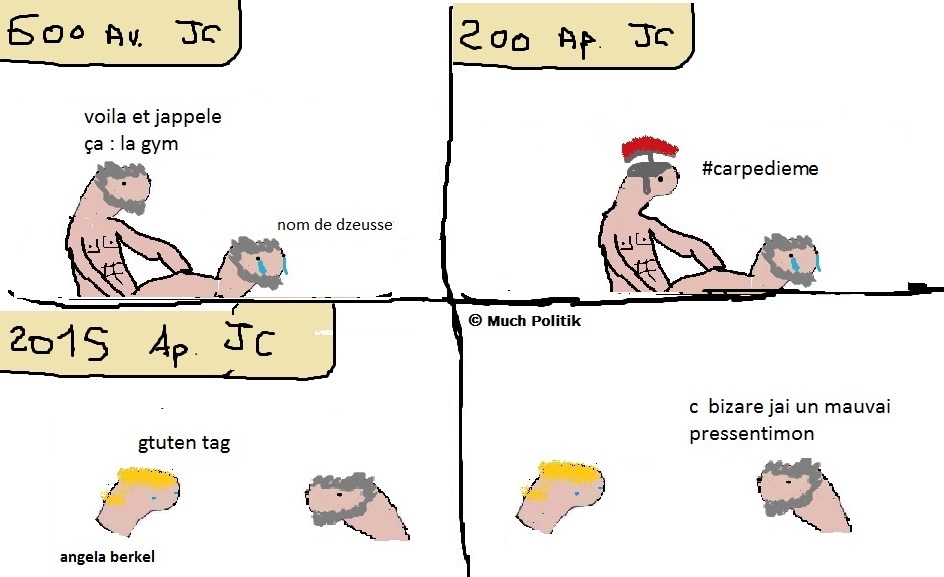 600 Av. JC
voila et jappele
ça : la gym
nom de dzeusse
200 Ap. JC
#carpedieme
2015 Ap. JC
gtuten tag
angela berkel
© Much Politik
c bizare jai un mauvai
pressentimon